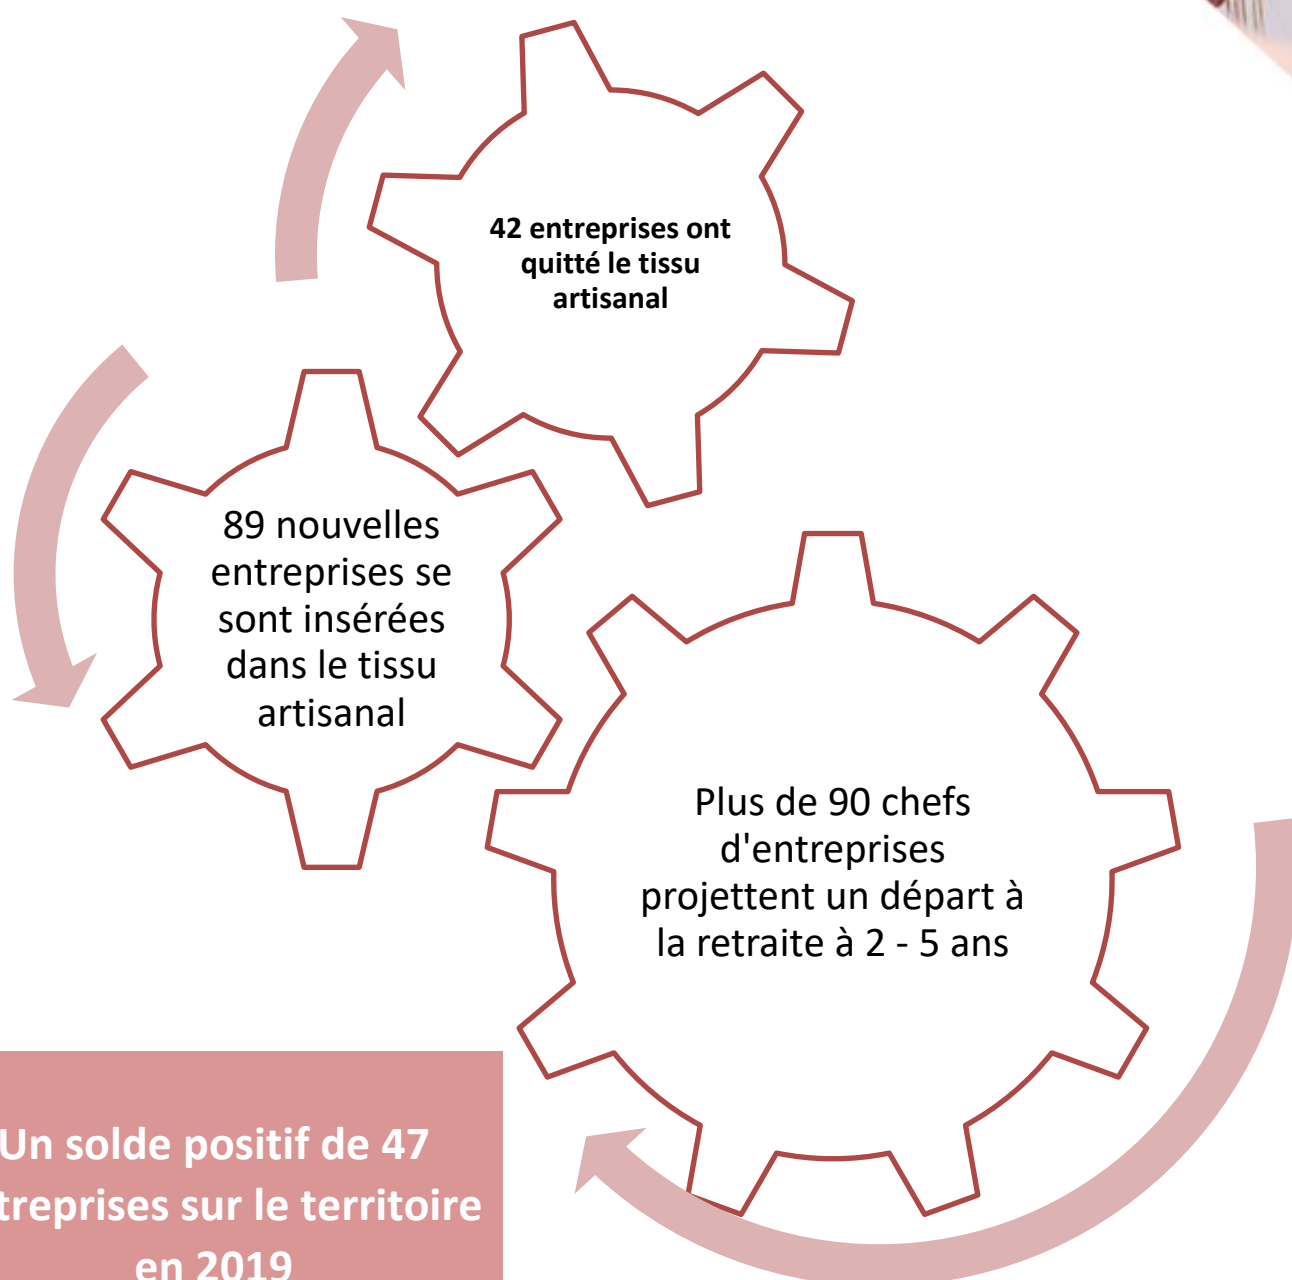 42 entreprises ont
quitté le tissu
artisanal
89 nouvelles
entreprises se
sont insérées
dans le tissu
artisanal
Plus de 90 chefs
d'entreprises
projettent un départ à
la retraite à 2 - 5 ans
Un solde positif de 47
treprises sur le territoire
en 2019